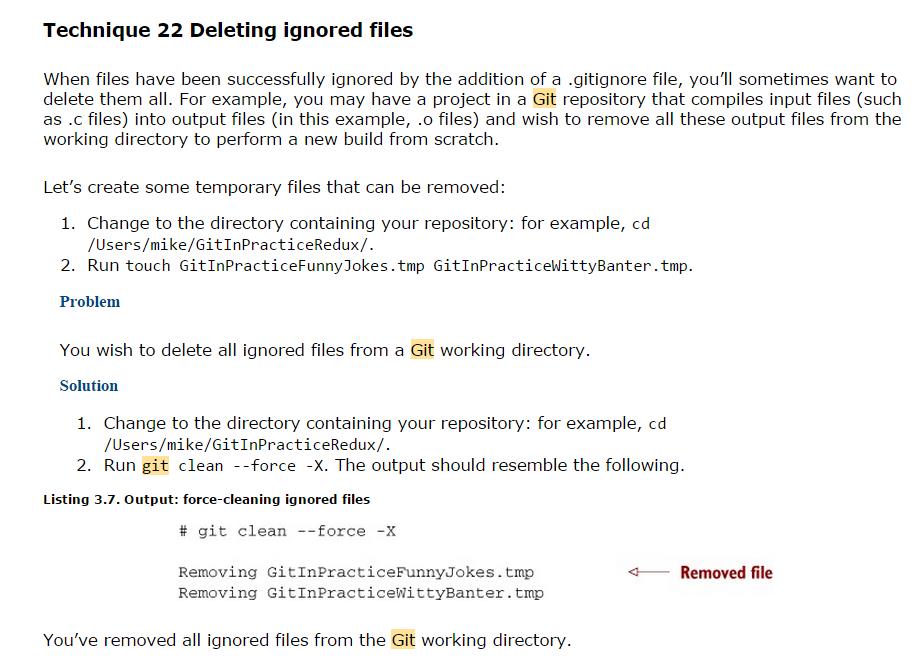 Technique 22 Deleting ignored files
When files have been successfully ignored by the addition of a .gitignore file, you’ll sometimes want to
delete them all. For example, you may have a project in a Git repository that compiles input files (such
as .c files) into output files (in this example, .o files) and wish to remove all these output files from the
working directory to perform a new build from scratch.
Let’s create some temporary files that can be removed:
1. Change to the directory containing your repository: for example, cd
/Users/mike/GitInPracticeRedux/.
2. Run touch GitInPracticeFunnyJokes.tmp GitInPracticeWittyBanter.tmp.
Problem
You wish to delete all ignored files from a Git working directory.
Solution
1. Change to the directory containing your repository: for example, cd
/Users/mike/GitInPracticeRedux/.
2. Run git clean --force -X. The output should resemble the following.
Listing 3.7. Output: force-cleaning ignored files
# git clean --force -X
Removing GitInPracticeFunnyJokes.tmp Removed file
Removing GitInPracticeWittyBanter.tmp
You’ve removed all ignored files from the Git working directory.